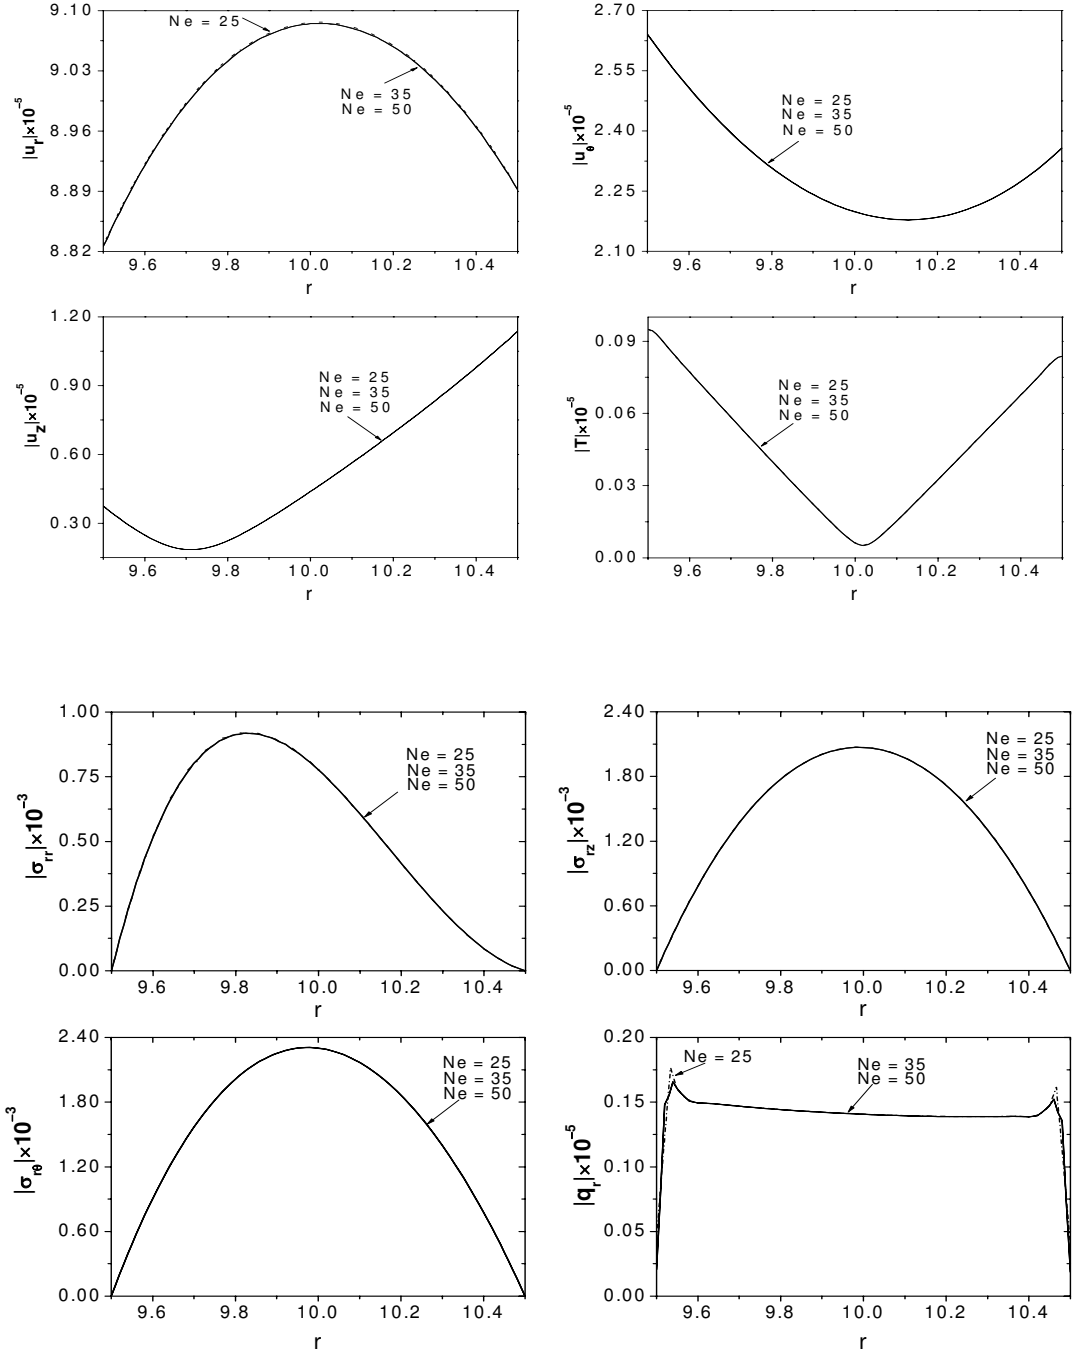 9.10
9.03
8.96
8.89
8.82
|u_r|×10⁻⁵
Ne = 25
Ne = 35
Ne = 50
9.6 9.8 10.0 10.2 10.4
r
2.70
2.55
2.40
2.25
2.10
|u_θ|×10⁻⁵
Ne = 25
Ne = 35
Ne = 50
9.6 9.8 10.0 10.2 10.4
r
1.20
0.90
0.60
0.30
|u_z|×10⁻⁵
Ne = 25
Ne = 35
Ne = 50
9.6 9.8 10.0 10.2 10.4
r
0.09
0.06
0.03
0.00
|T|×10⁻⁵
Ne = 25
Ne = 35
Ne = 50
9.6 9.8 10.0 10.2 10.4
r
1.00
0.75
0.50
0.25
0.00
|σ_rr|×10⁻³
Ne = 25
Ne = 35
Ne = 50
9.6 9.8 10.0 10.2 10.4
r
2.40
1.80
1.20
0.60
0.00
|σ_rz|×10⁻³
Ne = 25
Ne = 35
Ne = 50
9.6 9.8 10.0 10.2 10.4
r
2.40
1.80
1.20
0.60
0.00
|σ_rθ|×10⁻³
Ne = 25
Ne = 35
Ne = 50
9.6 9.8 10.0 10.2 10.4
r
0.20
0.15
0.10
0.05
0.00
|q_r|×10⁻⁵
Ne = 25
Ne = 35
Ne = 50
9.6 9.8 10.0 10.2 10.4
r